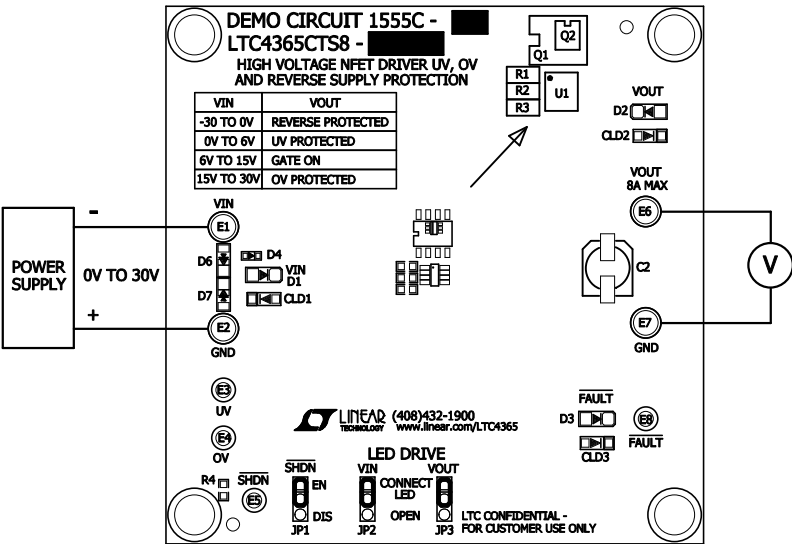 DEMO CIRCUIT 1555C -
LTC4365CTS8 -
HIGH VOLTAGE NFET DRIVER UV, OV
AND REVERSE SUPPLY PROTECTION
VIN VOUT
-30 TO 0V REVERSE PROTECTED
0V TO 6V UV PROTECTED
6V TO 15V GATE ON
15V TO 30V OV PROTECTED
Q2
Q1
R1
R2
R3
U1
VOUT
D2
CLD2
VOUT
8A MAX
E6
C2
E7
GND
V
POWER
SUPPLY
-
0V TO 30V
+
VIN
E1
D6
D4
VIN
D1
D7
CLD1
E2
GND
E3
UV
E4
OV
R4
SHDN
E5
LINEAR
TECHNOLOGY
(408)432-1900
www.linear.com/LTC4365
FAULT
D3
E8
FAULT
CLD3
LED DRIVE
SHDN VIN VOUT
EN CONNECT
LED
DIS OPEN
JP1 JP2 JP3
LTC CONFIDENTIAL -
FOR CUSTOMER USE ONLY